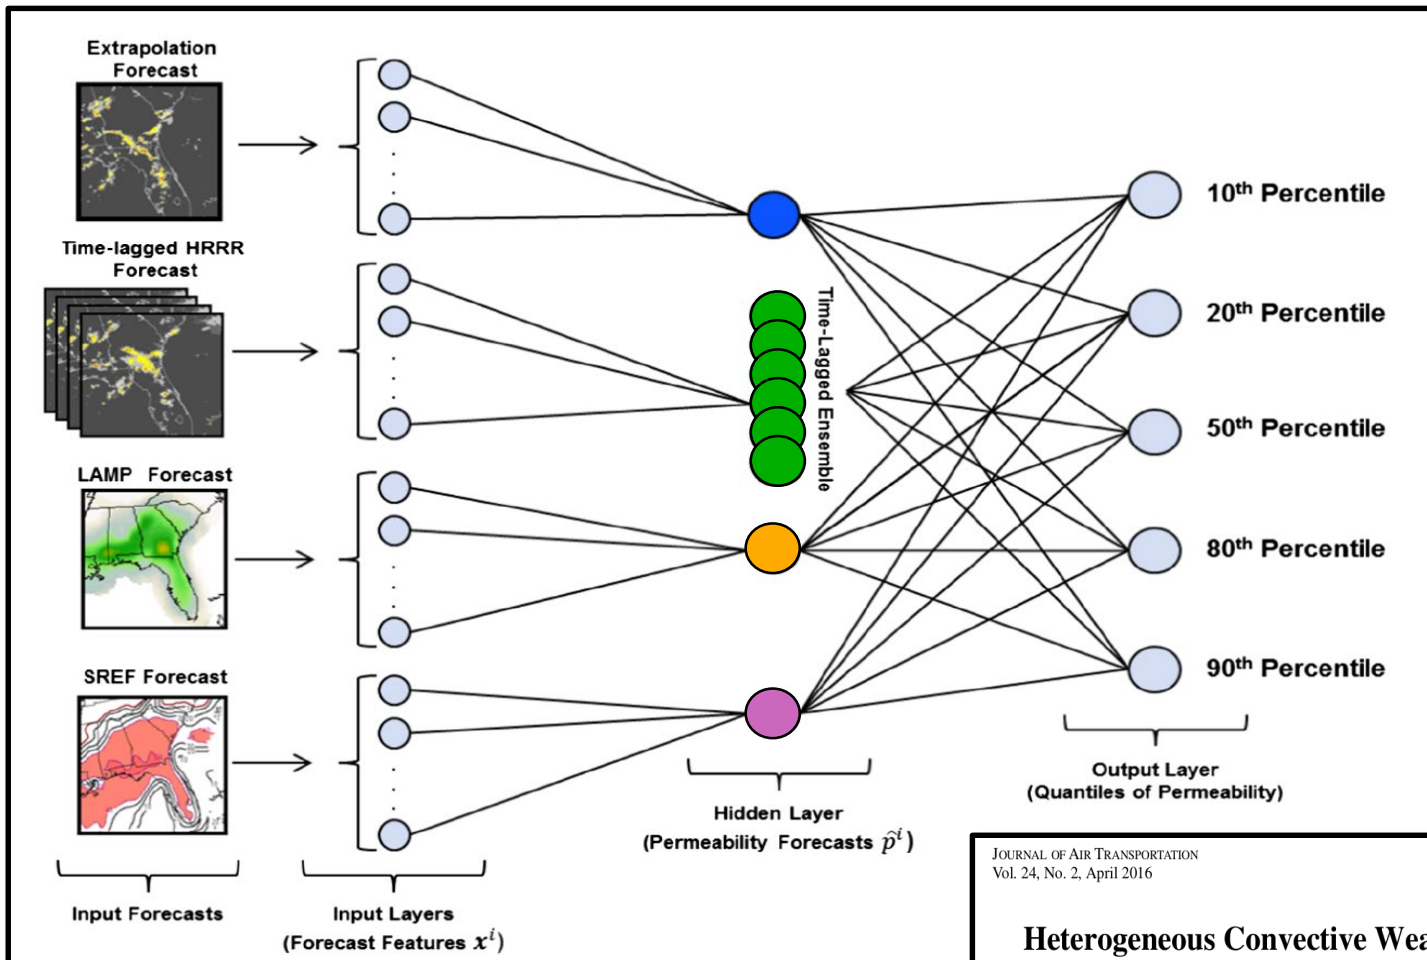 Extrapolation
Forecast
Time-lagged HRRR
Forecast
LAMP Forecast
SREF Forecast
Input Forecasts
Input Layers
(Forecast Features xⁱ)
Time-Lagged Ensemble
Hidden Layer
(Permeability Forecasts p̂ⁱ)
10th Percentile
20th Percentile
50th Percentile
80th Percentile
90th Percentile
Output Layer
(Quantiles of Permeability)
JOURNAL OF AIR TRANSPORTATION
Vol. 24, No. 2, April 2016
Heterogeneous Convective Wea